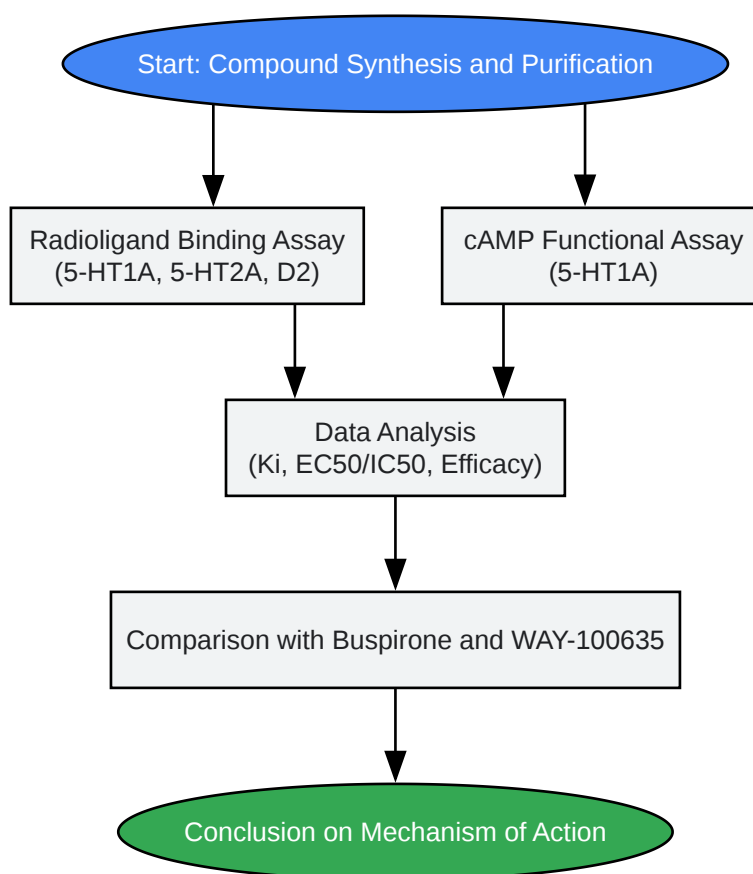 Start: Compound Synthesis and Purification
Radioligand Binding Assay
(5-HT1A, 5-HT2A, D2)
cAMP Functional Assay
(5-HT1A)
Data Analysis
(Ki, EC50/IC50, Efficacy)
Comparison with Buspirone and WAY-100635
Conclusion on Mechanism of Action